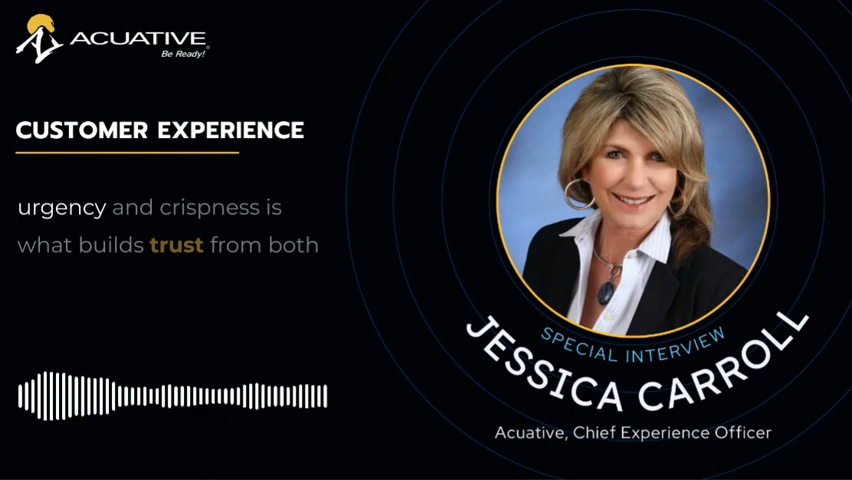 ACUATIVE
Be Ready!
CUSTOMER EXPERIENCE
urgency and crispness is
what builds trust from both
SPECIAL INTERVIEW
JESSICA CARROLL
Acuative, Chief Experience Officer